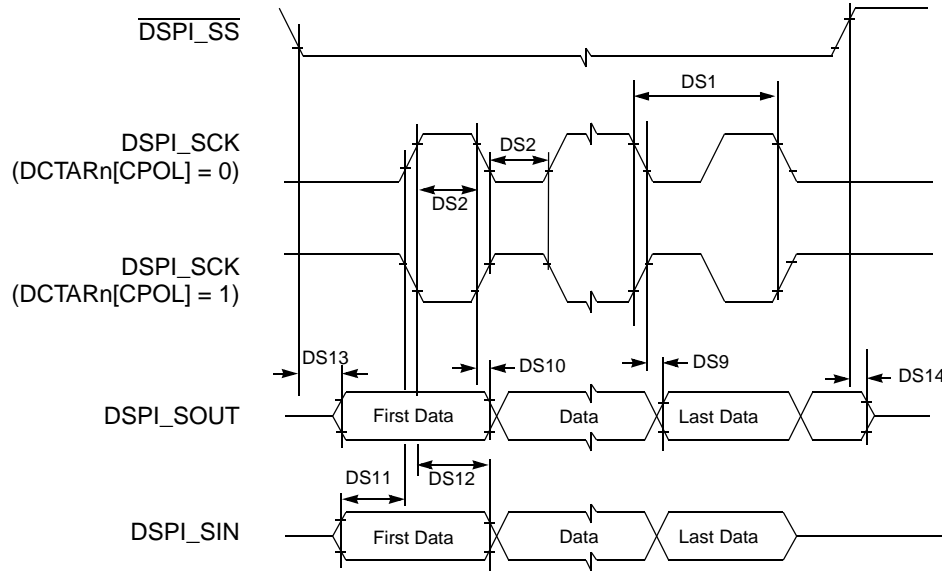 DSPI_SS
DS1
DSPI_SCK
(DCTARn[CPOL] = 0)
DS2
DS2
DSPI_SCK
(DCTARn[CPOL] = 1)
DS13
DS10
DS9
DS14
DSPI_SOUT
First Data
Data
Last Data
DS11
DS12
DSPI_SIN
First Data
Data
Last Data